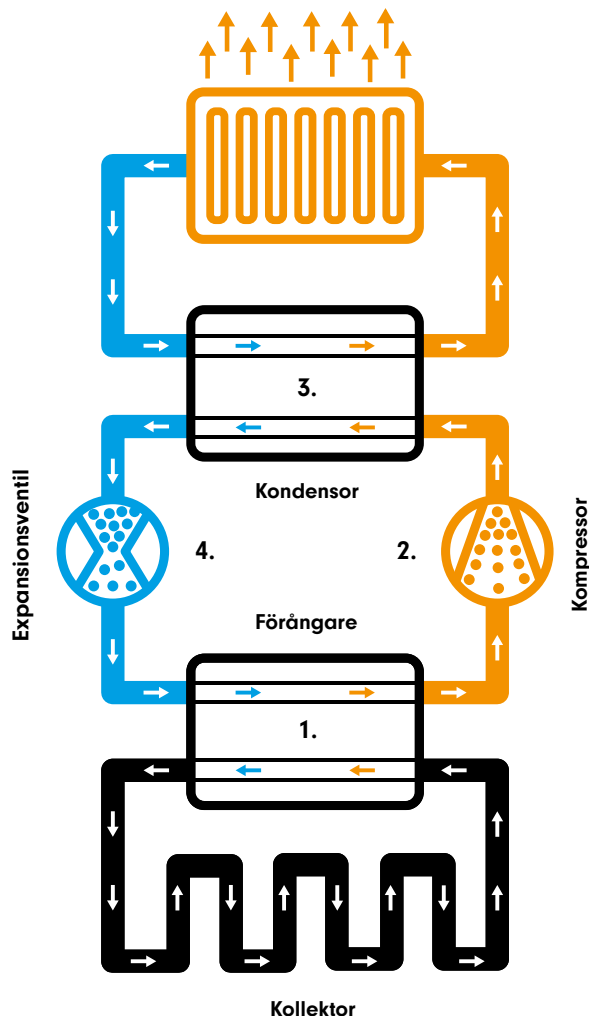 3.
Kondensor
Expansionsventil
4.
2.
Kompressor
Förångare
1.
Kollektor